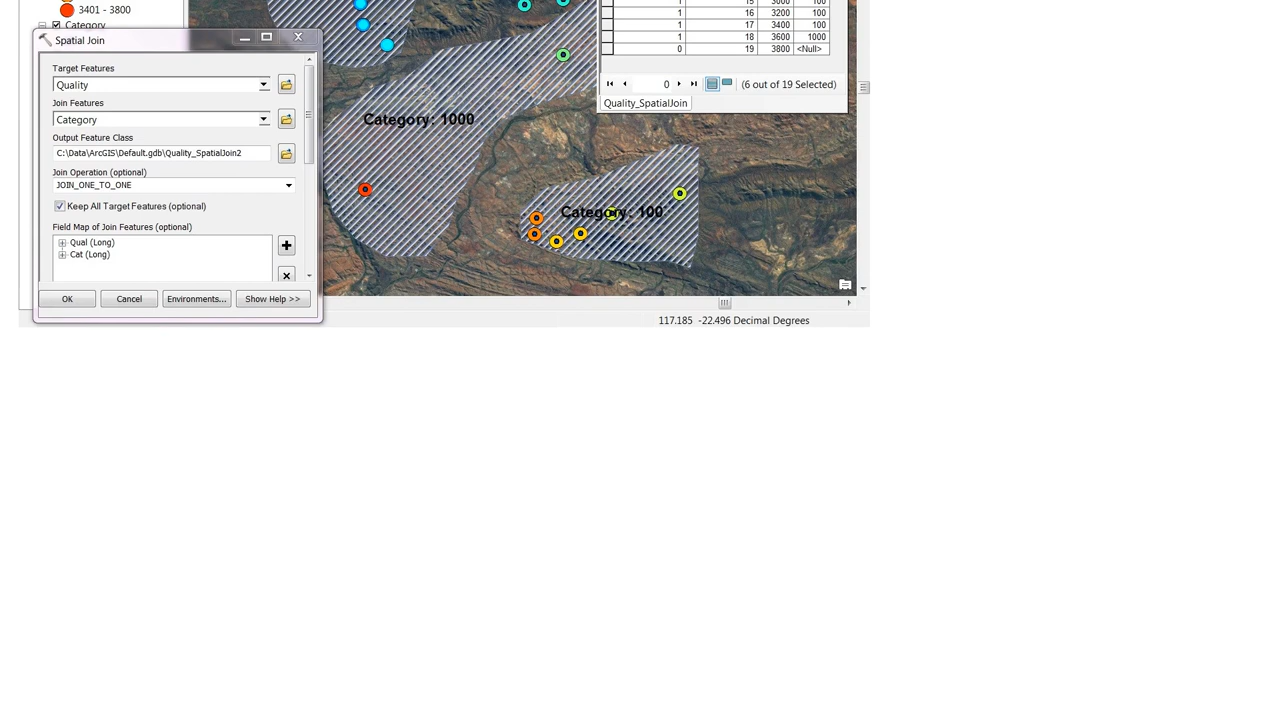 3401 - 3800
Category
Spatial Join
Target Features
Quality
Join Features
Category
Output Feature Class
C:\Data\ArcGIS\Default.gdb\Quality_SpatialJoin2
Join Operation (optional)
JOIN_ONE_TO_ONE
Keep All Target Features (optional)
Field Map of Join Features (optional)
Qual (Long)
Cat (Long)
OK Cancel Environments... Show Help >>
Category: 1000
Category: 100
1 15 3000 100
1 16 3200 100
1 17 3400 100
1 18 3600 1000
0 19 3800 <Null>
0 (6 out of 19 Selected)
Quality_SpatialJoin
117.185 -22.496 Decimal Degrees